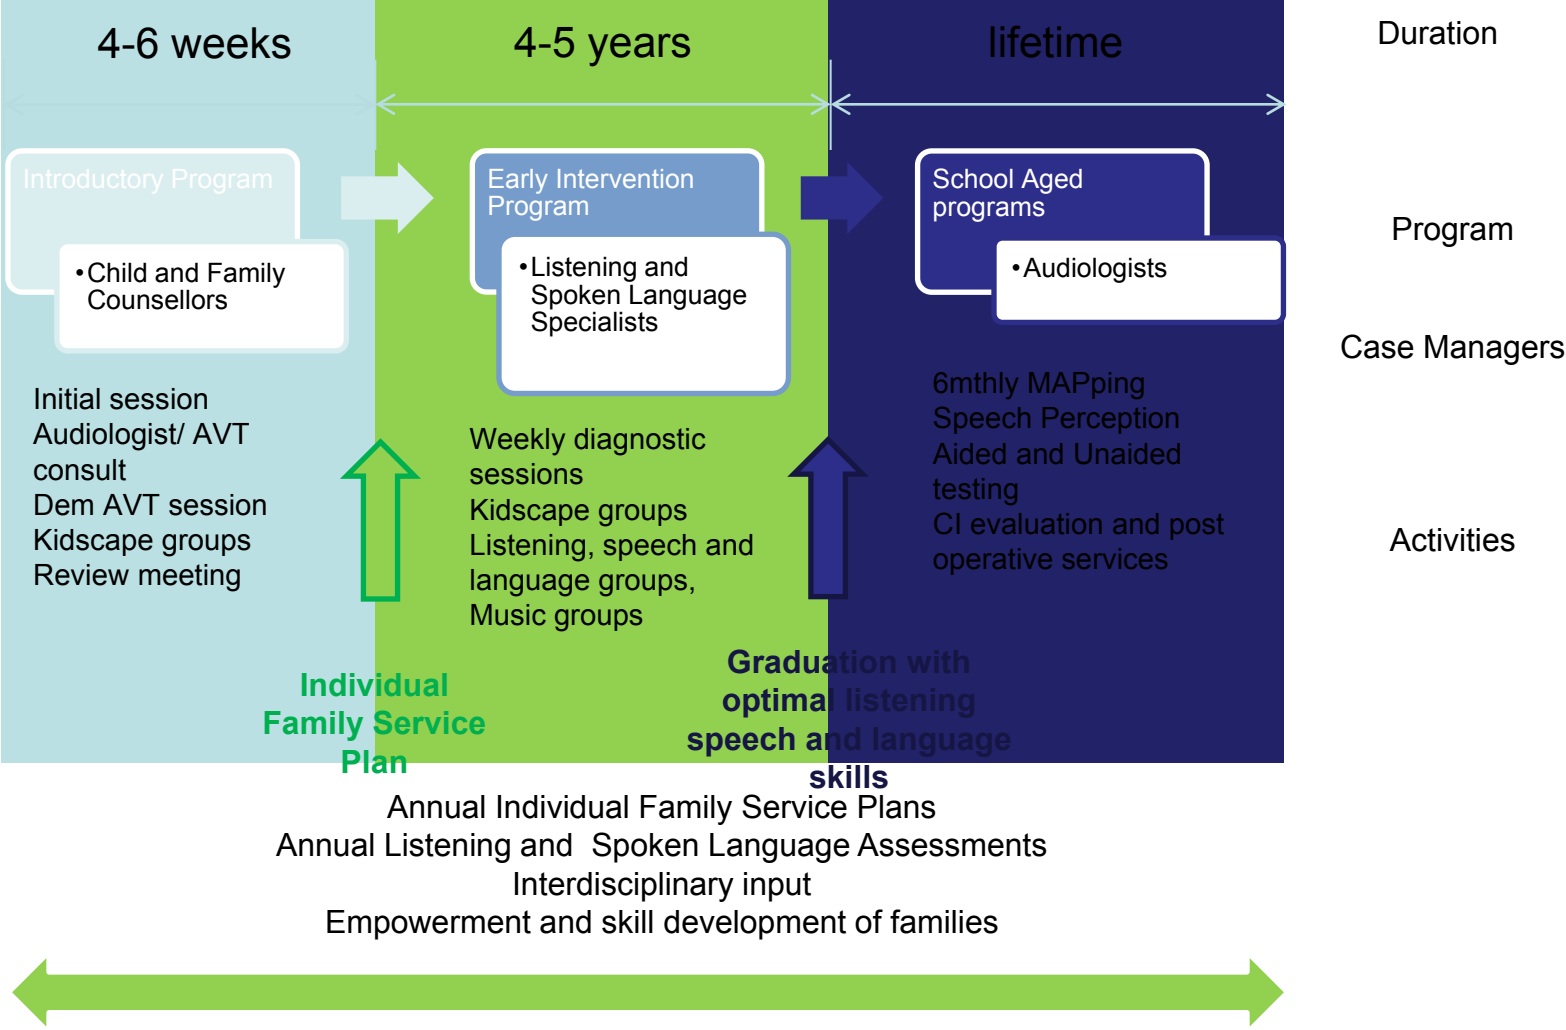 4-6 weeks
4-5 years
lifetime
Duration
Introductory Program
•Child and Family
Counsellors
Early Intervention
Program
•Listening and
Spoken Language
Specialists
School Aged
programs
•Audiologists
Program
Case Managers
Initial session
Audiologist/ AVT
consult
Dem AVT session
Kidscape groups
Review meeting
Weekly diagnostic
sessions
Kidscape groups
Listening, speech and
language groups,
Music groups
6mthly MAPping
Speech Perception
Aided and Unaided
testing
CI evaluation and post
operative services
Activities
Individual
Family Service
Plan
Graduation with
optimal listening
speech and language
skills
Annual Individual Family Service Plans
Annual Listening and  Spoken Language Assessments
Interdisciplinary input
Empowerment and skill development of families